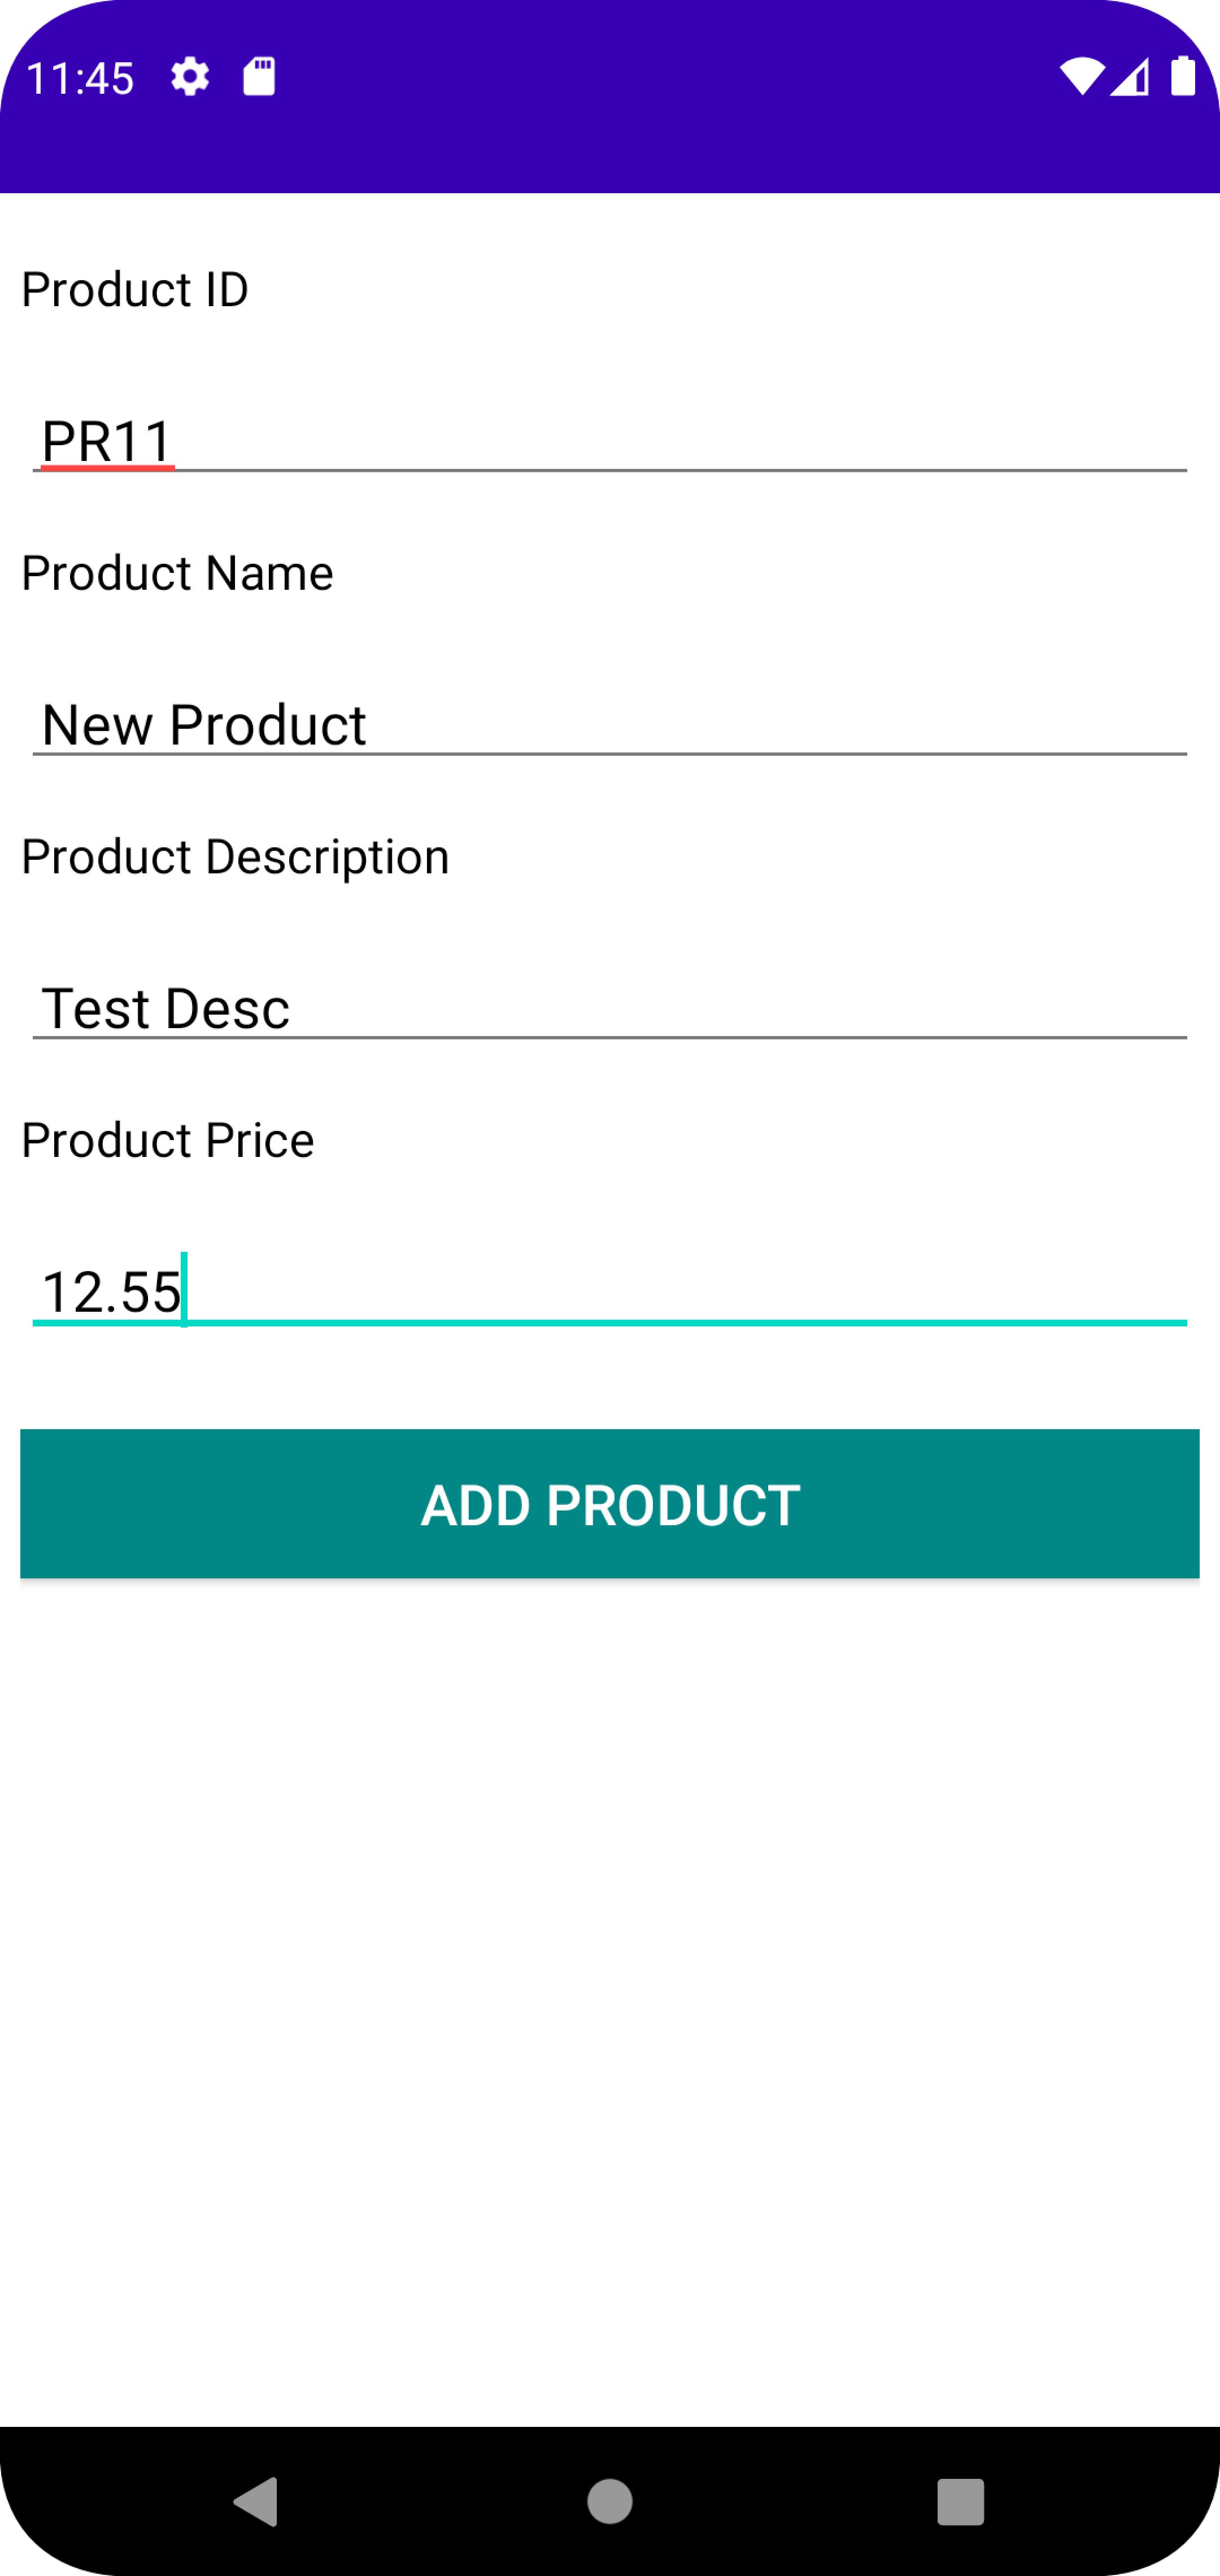 11:45
Product ID
PR11
Product Name
New Product
Product Description
Test Desc
Product Price
12.55
ADD PRODUCT